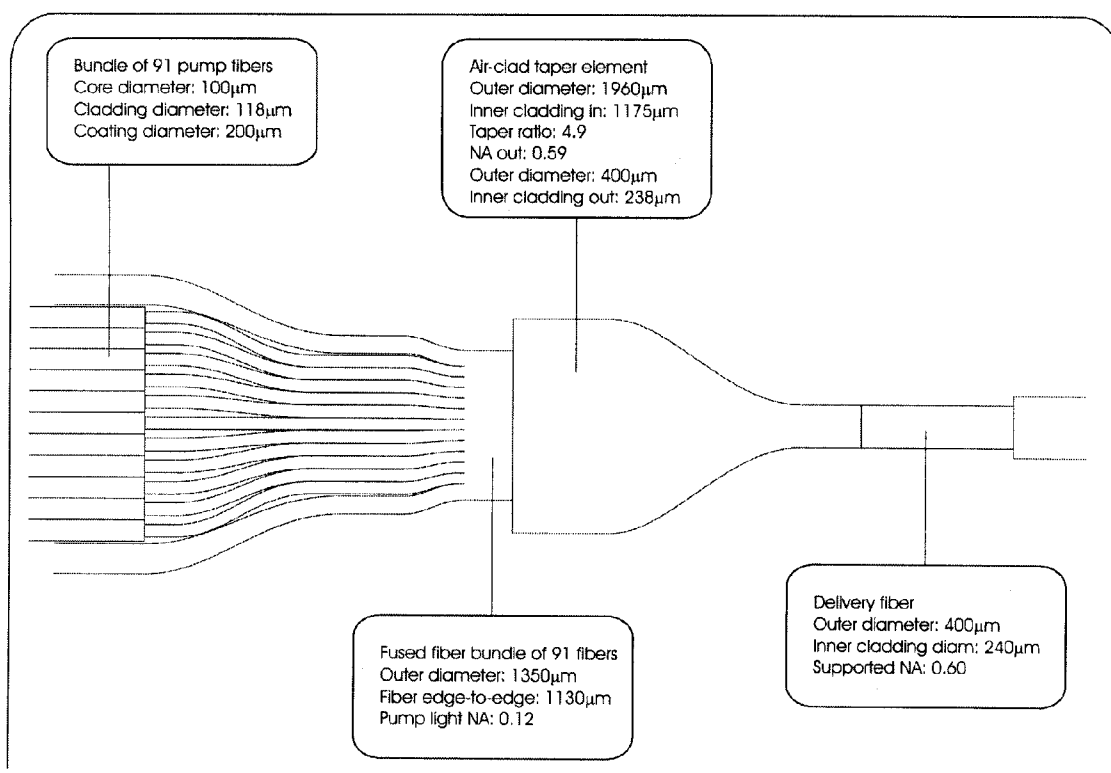 Bundle of 91 pump fibers
Core diameter: 100μm
Cladding diameter: 118μm
Coating diameter: 200μm
Air-clad taper element
Outer diameter: 1960μm
Inner cladding in: 1175μm
Taper ratio: 4.9
NA out: 0.59
Outer diameter: 400μm
Inner cladding out: 238μm
Fused fiber bundle of 91 fibers
Outer diameter: 1350μm
Fiber edge-to-edge: 1130μm
Pump light NA: 0.12
Delivery fiber
Outer diameter: 400μm
Inner cladding diam: 240μm
Supported NA: 0.60